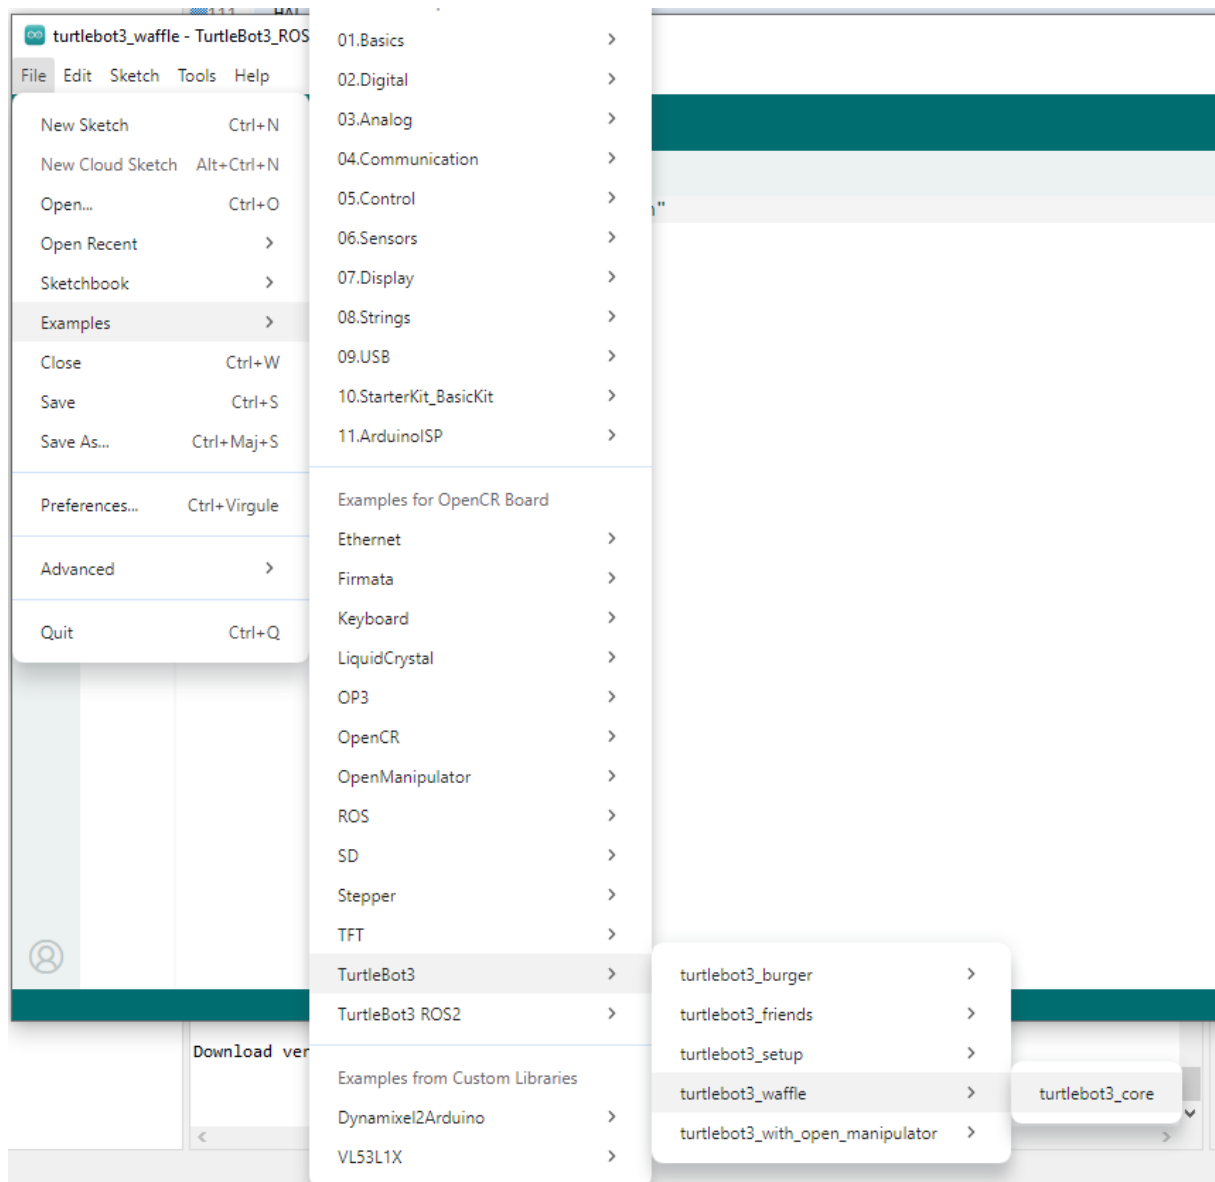 111 HAL
turtlebot3_waffle - TurtleBot3_ROS
File Edit Sketch Tools Help
New Sketch Ctrl+N
New Cloud Sketch Alt+Ctrl+N
Open... Ctrl+O
Open Recent
Sketchbook
Examples
Close Ctrl+W
Save Ctrl+S
Save As... Ctrl+Maj+S
Preferences... Ctrl+Virgule
Advanced
Quit Ctrl+Q
01.Basics
02.Digital
03.Analog
04.Communication
05.Control
06.Sensors
07.Display
08.Strings
09.USB
10.StarterKit_BasicKit
11.ArduinoISP
Examples for OpenCR Board
Ethernet
Firmata
Keyboard
LiquidCrystal
OP3
OpenCR
OpenManipulator
ROS
SD
Stepper
TFT
TurtleBot3
TurtleBot3 ROS2
Examples from Custom Libraries
Dynamixel2Arduino
VL53L1X
turtlebot3_burger
turtlebot3_friends
turtlebot3_setup
turtlebot3_waffle
turtlebot3_with_open_manipulator
turtlebot3_core
"
Download ver